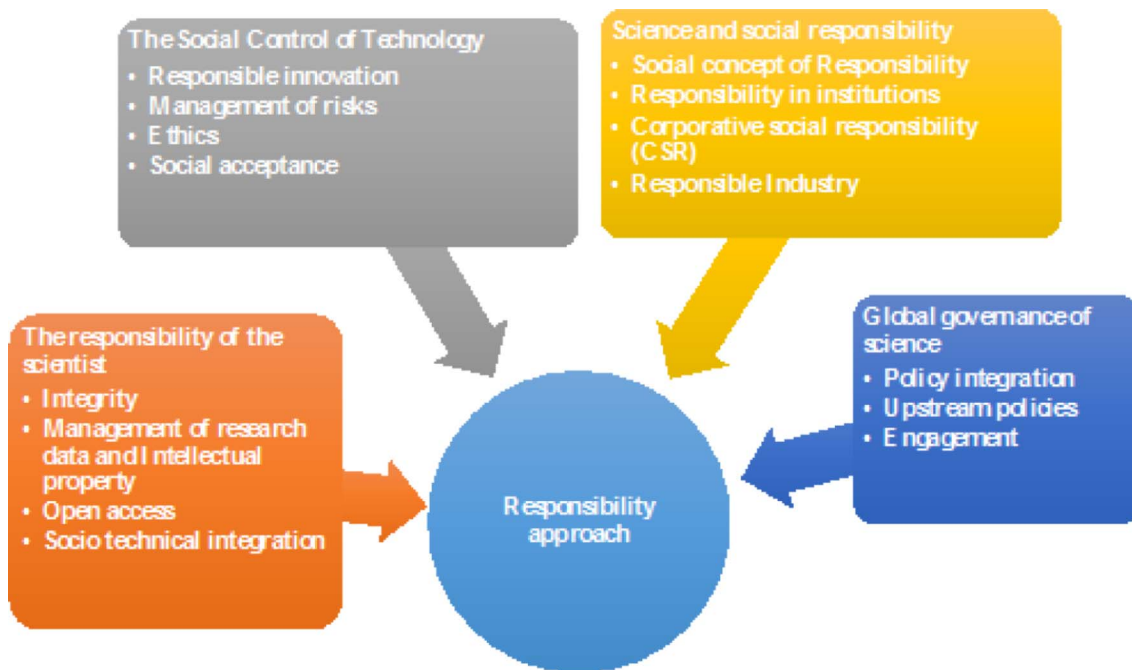 The Social Control of Technology
• Responsible innovation
• Management of risks
• Ethics
• Social acceptance
Science and social responsibility
• Social concept of Responsibility
• Responsibility in institutions
• Corporative social responsibility
(CSR)
• Responsible Industry
The responsibility of the
scientist
• Integrity
• Management of research
data and Intellectual
property
• Open access
• Socio technical integration
Global governance of
science
• Policy integration
• Upstream policies
• Engagement
Responsibility
approach